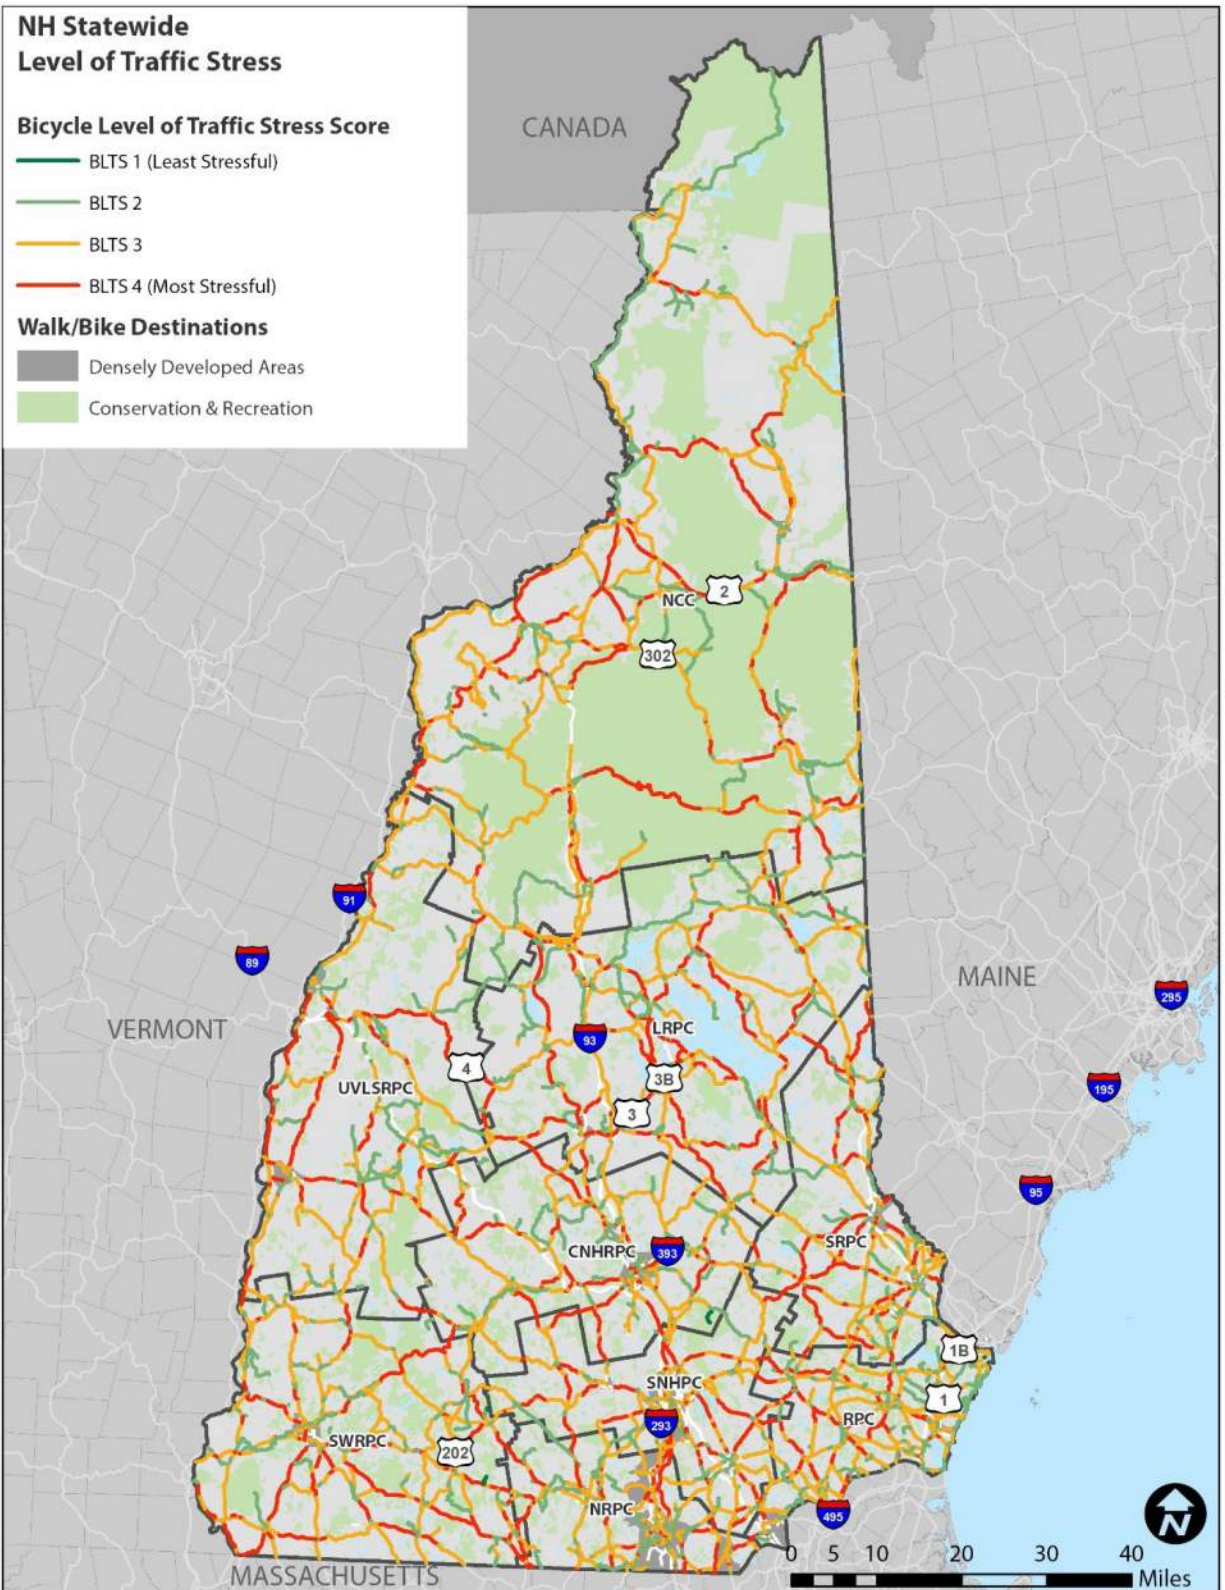 NH Statewide
Level of Traffic Stress
Bicycle Level of Traffic Stress Score
BLTS 1 (Least Stressful)
BLTS 2
BLTS 3
BLTS 4 (Most Stressful)
Walk/Bike Destinations
Densely Developed Areas
Conservation & Recreation
CANADA
2
NCC
302
91
89
MAINE
295
VERMONT
LRPC
93
4
3B
195
UVLSRPC
3
95
SRPC
CNHRPC
393
1B
SNHPC
1
293
RPC
SWRPC
202
NRPC
495
N
0 5 10 20 30 40
Miles
MASSACHUSETTS